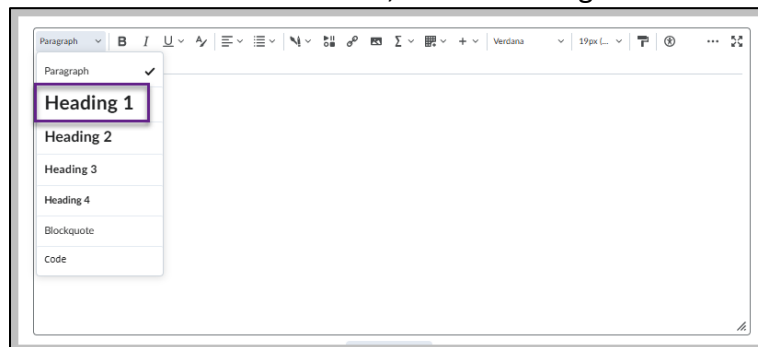 Paragraph B I U Verdana 19px (...
Paragraph
Heading 1
Heading 2
Heading 3
Heading 4
Blockquote
Code